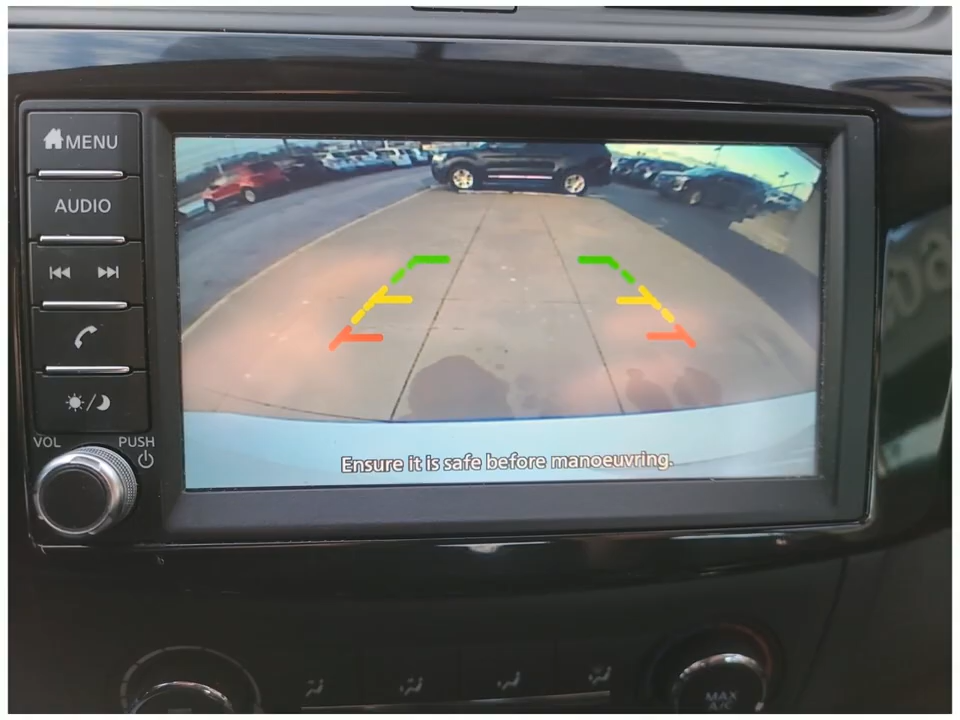 MENU
AUDIO
VOL
PUSH
Ensure it is safe before manoeuvring.
MAX
A/C